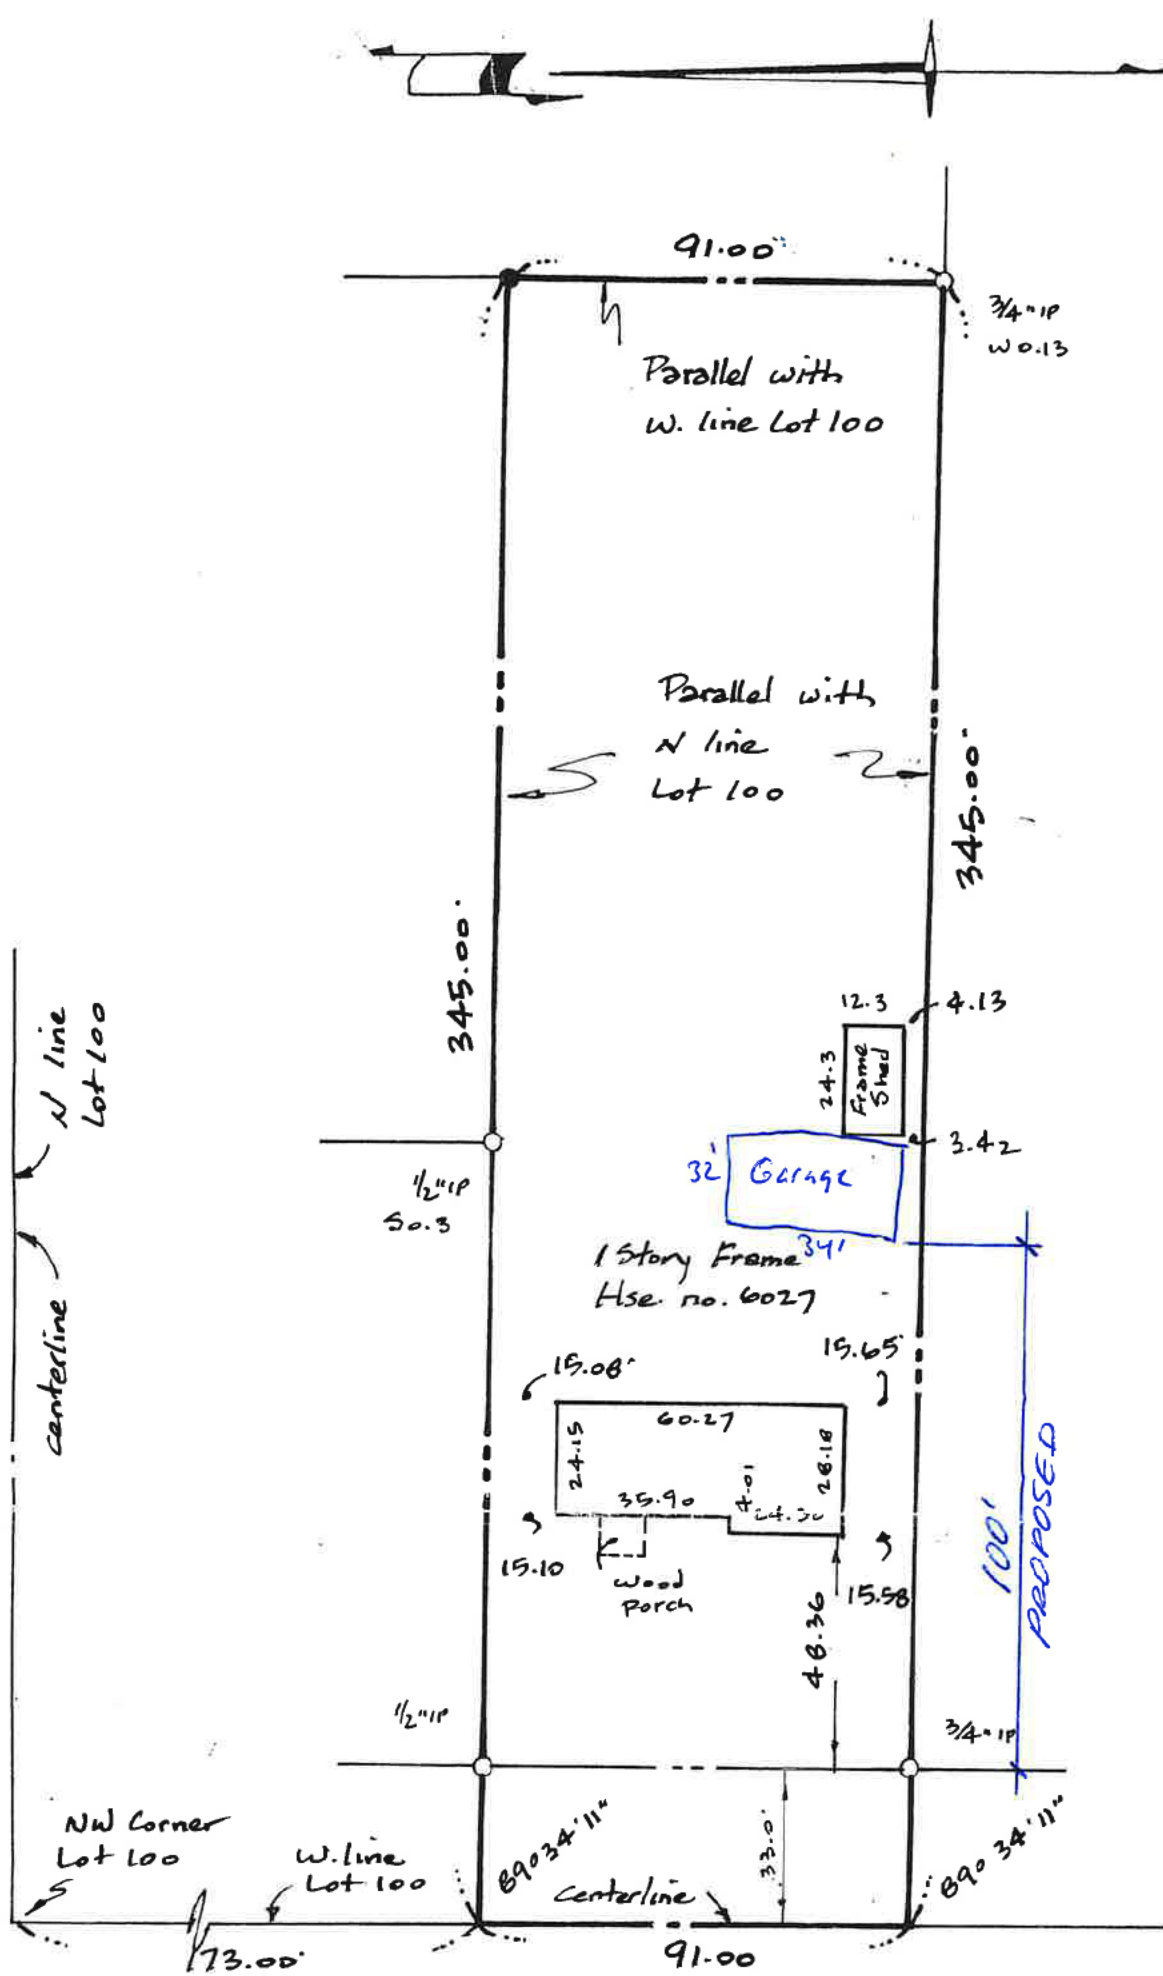 91.00"
3/4" IP
W 0.13
Parallel with
W. line Lot 100
Parallel with
N line
Lot 100
345.00'
345.00'
N line
Lot 100
12.3
4.13
24.3
Frame
Shed
3.42
1/2" IP
S 0.3
32'
Garage
34'
1 Story Frame
Hse. no. 6027
centerline
15.08'
15.65'
60.27
24.15
28.18
35.90
4.01
15.10
wood
Porch
15.58
48.36
100'
PROPOSED
1/2" IP
3/4" IP
NW Corner
Lot 100
W. line
Lot 100
89° 34' 11"
33.0'
89° 34' 11"
Centerline
173.00'
91.00